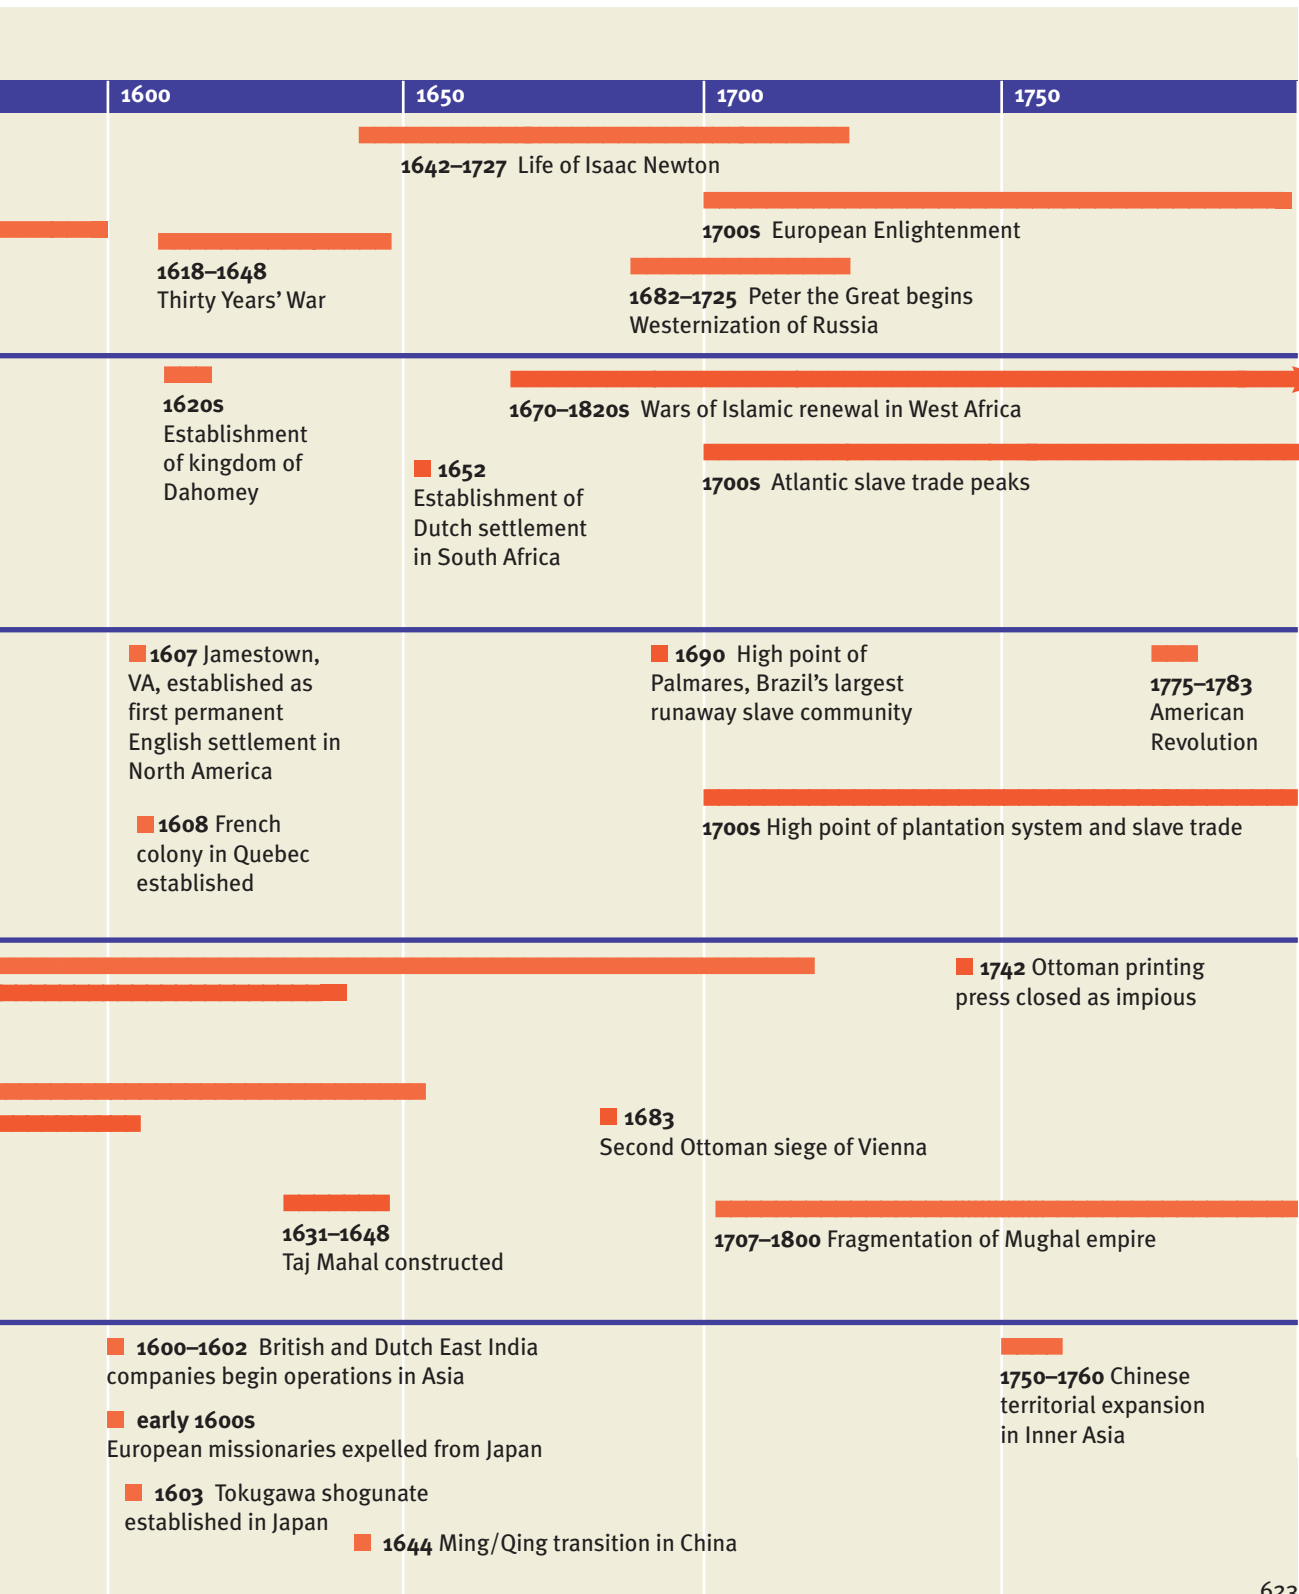 1600 1650 1700 1750
1642–1727 Life of Isaac Newton
1700s European Enlightenment
1618–1648
Thirty Years’ War
1682–1725 Peter the Great begins
Westernization of Russia
1620s
Establishment
of kingdom of
Dahomey
1670–1820s Wars of Islamic renewal in West Africa
1652
Establishment of
Dutch settlement
in South Africa
1700s Atlantic slave trade peaks
1607 Jamestown,
VA, established as
first permanent
English settlement in
North America
1690 High point of
Palmares, Brazil’s largest
runaway slave community
1775–1783
American
Revolution
1608 French
colony in Quebec
established
1700s High point of plantation system and slave trade
1742 Ottoman printing
press closed as impious
1683
Second Ottoman siege of Vienna
1631–1648
Taj Mahal constructed
1707–1800 Fragmentation of Mughal empire
1600–1602 British and Dutch East India
companies begin operations in Asia
1750–1760 Chinese
territorial expansion
in Inner Asia
early 1600s
European missionaries expelled from Japan
1603 Tokugawa shogunate
established in Japan
1644 Ming/Qing transition in China
623